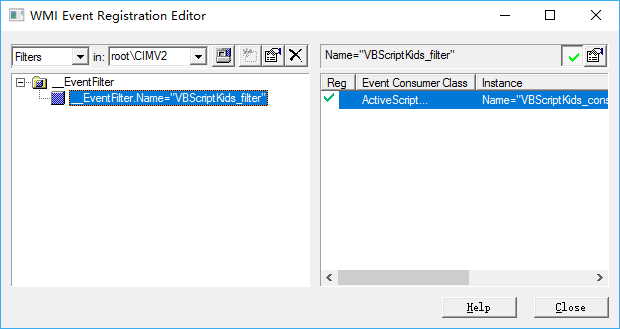 WMI Event Registration Editor
Filters in: root\CIMV2
Name="VBScriptKids_filter"
__EventFilter
__EventFilter.Name="VBScriptKids_filter"
Reg Event Consumer Class Instance
ActiveScript... Name="VBScriptKids_cons
Help Close